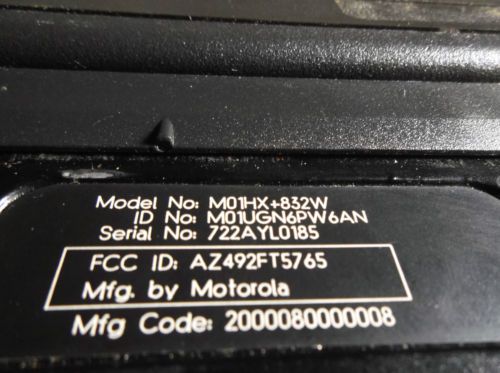 Model No: M01HX+832W
ID No: M01UGN6PW6AN
Serial No: 722AYL0185
FCC ID: AZ492FT5765
Mfg. by Motorola
Mfg Code: 2000080000008